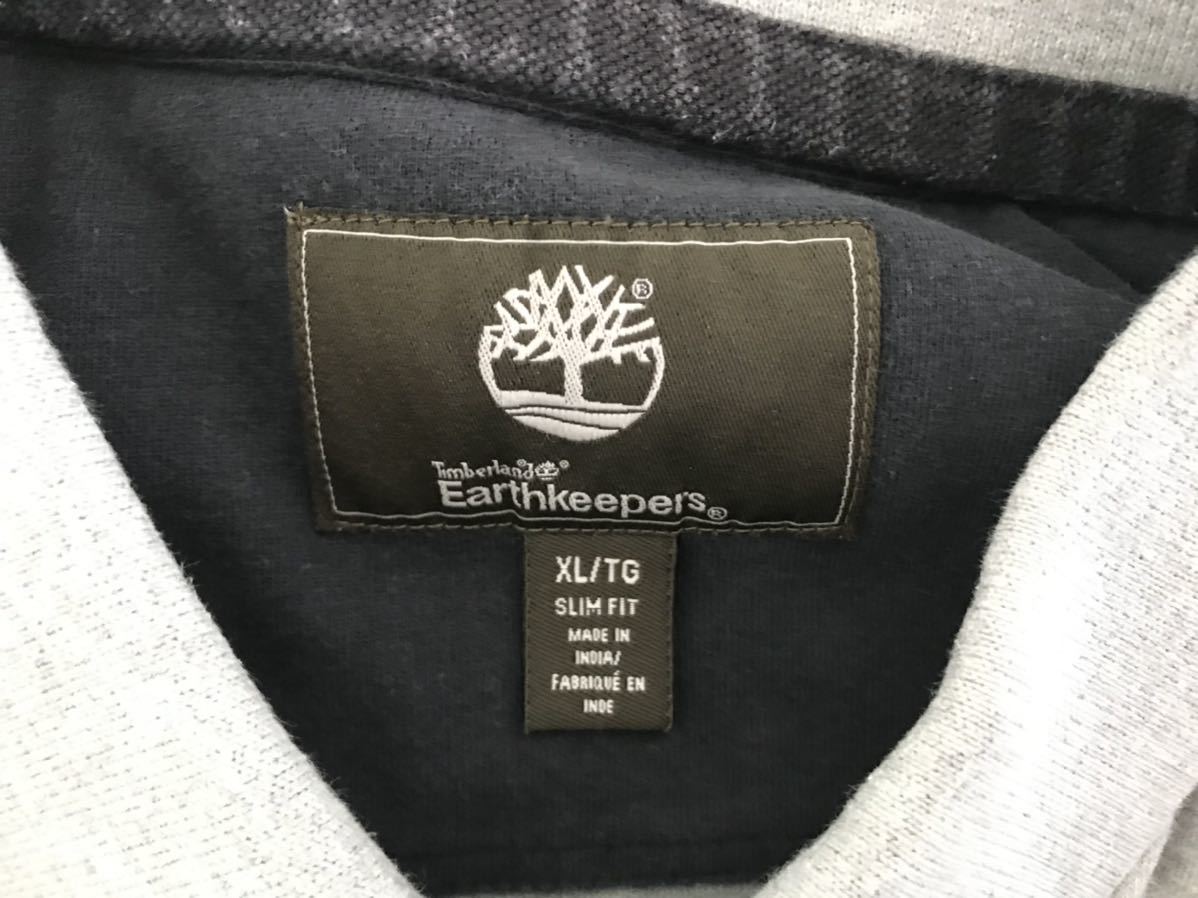 ®
Timberland® ®
Earthkeepers®
XL/TG
SLIM FIT
MADE IN
INDIA/
FABRIQUÉ EN
INDE